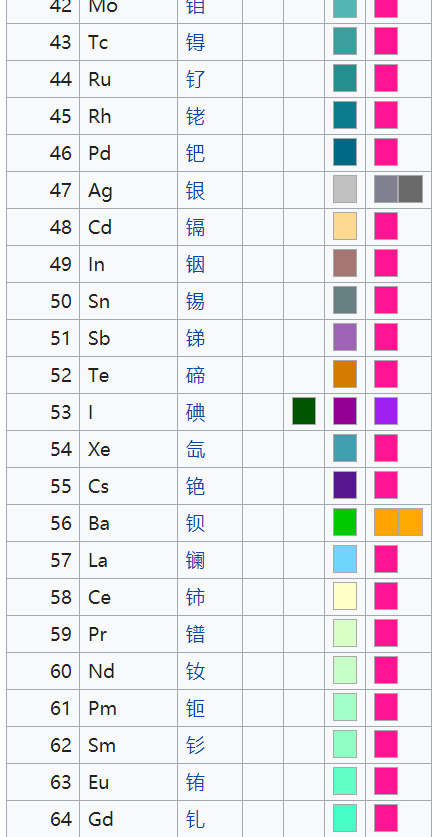 42 Mo 钼
43 Tc 锝
44 Ru 钌
45 Rh 铑
46 Pd 钯
47 Ag 银
48 Cd 镉
49 In 铟
50 Sn 锡
51 Sb 锑
52 Te 碲
53 I 碘
54 Xe 氙
55 Cs 铯
56 Ba 钡
57 La 镧
58 Ce 铈
59 Pr 镨
60 Nd 钕
61 Pm 钷
62 Sm 钐
63 Eu 铕
64 Gd 钆